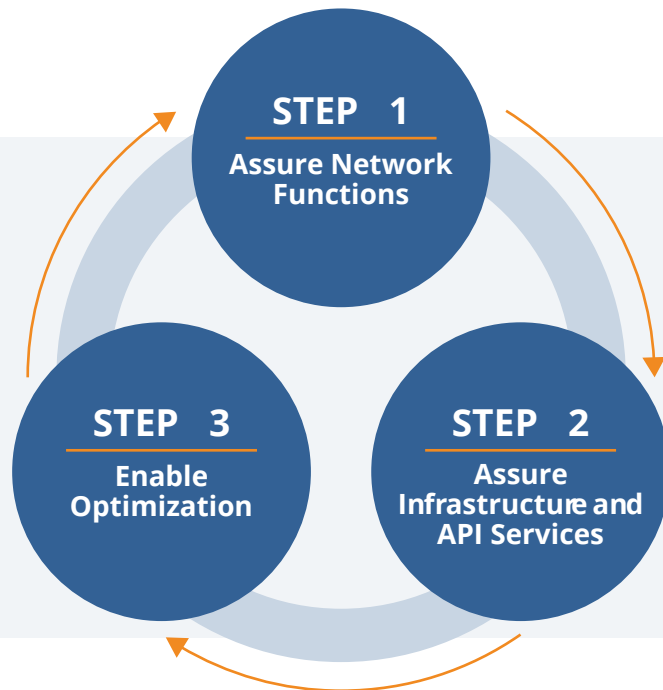 STEP 1
Assure Network
Functions
STEP 3
Enable
Optimization
STEP 2
Assure
Infrastructure and
API Services